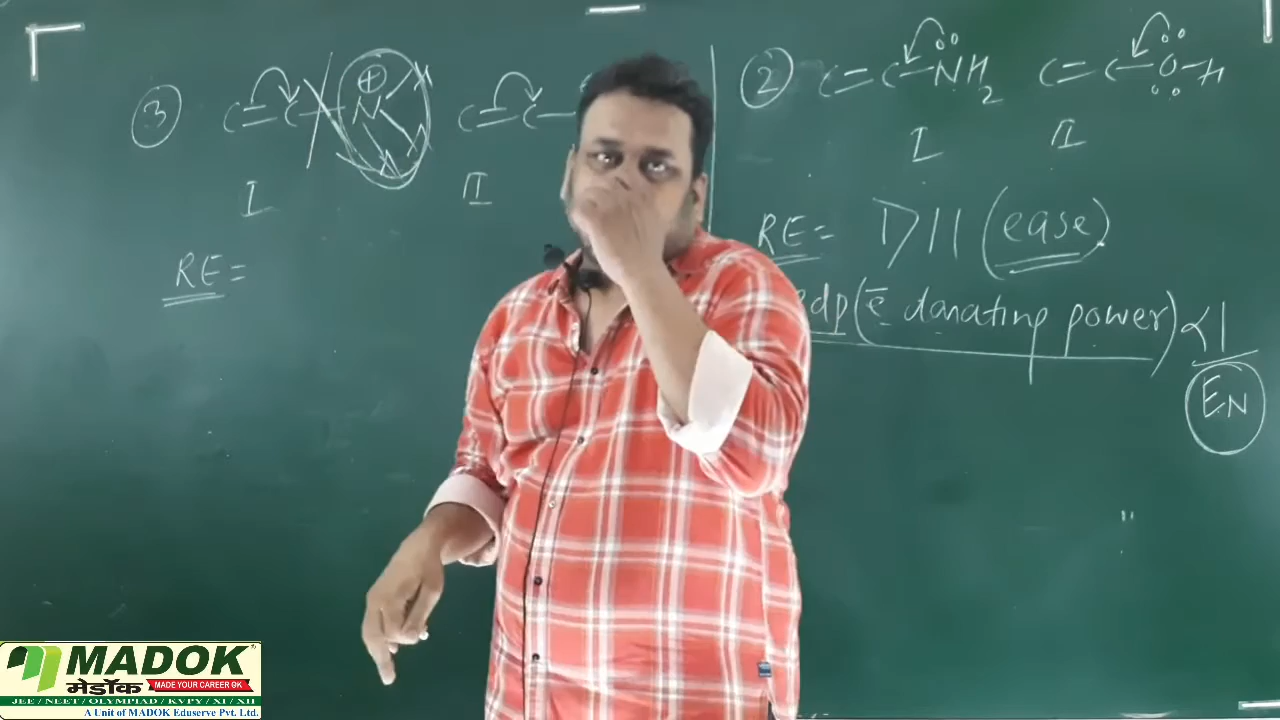 ③ C=C-N⊕ C=C-
I II
RE=
② C=C-NH2 C=C-O-H
I II
RE= I>II (ease)
edp(ē donating power)∝1
EN
MADOK
मेडॉक MADE YOUR CAREER GK
JEE / NEET / OLYMPIAD / KVPY / XI / XII
A Unit of MADOK Eduserve Pvt. Ltd.